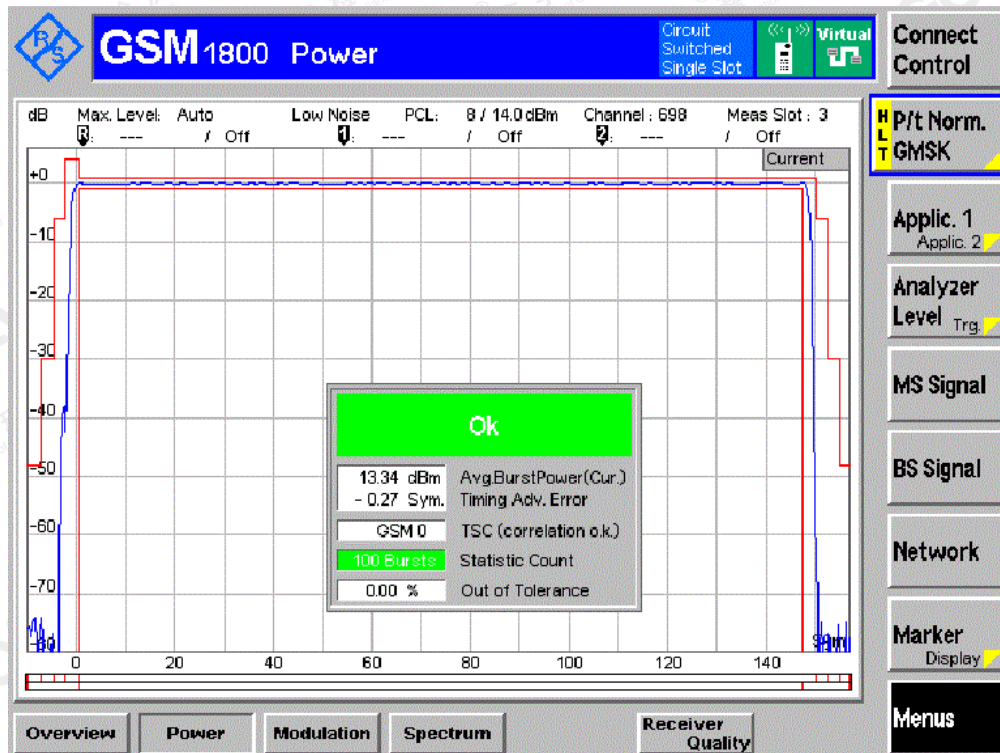 R S
GSM 1800 Power
Circuit
Switched
Single Slot
Virtual
Connect
Control
dB Max. Level: Auto Low Noise PCL: 8 / 14.0 dBm Channel : 698 Meas Slot : 3
R: --- / Off 1: --- / Off 2: --- / Off
Current
H
L
T
P/t Norm.
GMSK
+0
-10
-20
-30
-40
-50
-60
-70
-80
Ok
13.34 dBm Avg.BurstPower(Cur.)
- 0.27 Sym. Timing Adv. Error
GSM 0 TSC (correlation o.k.)
100 Bursts Statistic Count
0.00 % Out of Tolerance
0 20 40 60 80 100 120 140
Applic. 1
Applic. 2
Analyzer
Level Trg.
MS Signal
BS Signal
Network
Marker
Display
Menus
Overview
Power
Modulation
Spectrum
Receiver
Quality